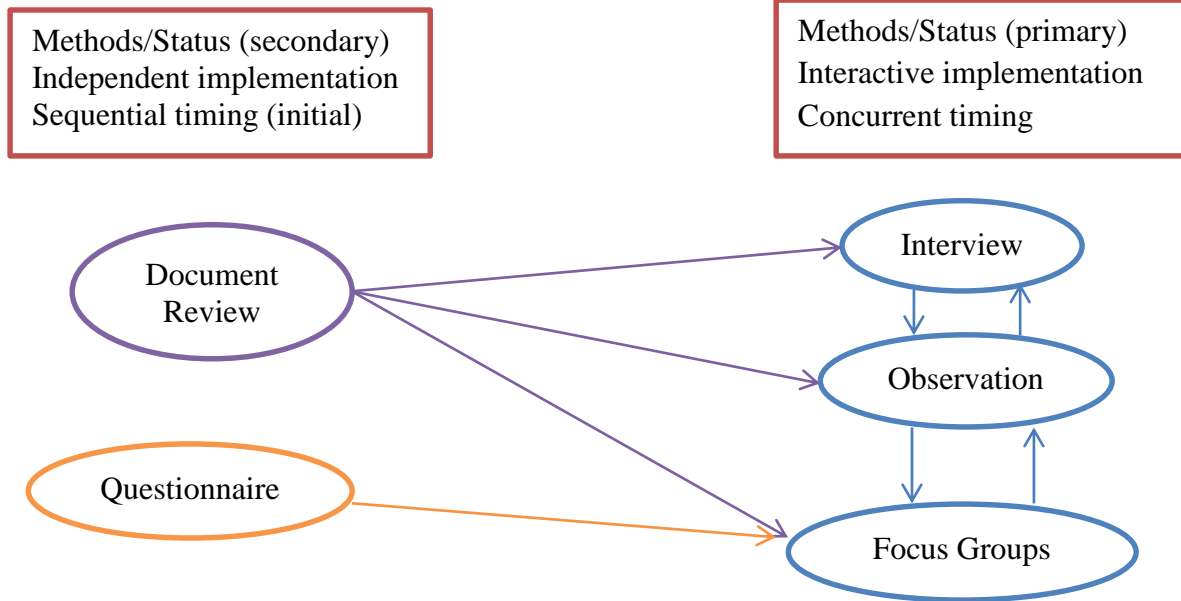 Methods/Status (secondary)
Independent implementation
Sequential timing (initial)
Methods/Status (primary)
Interactive implementation
Concurrent timing
Document
Review
Questionnaire
Interview
Observation
Focus Groups